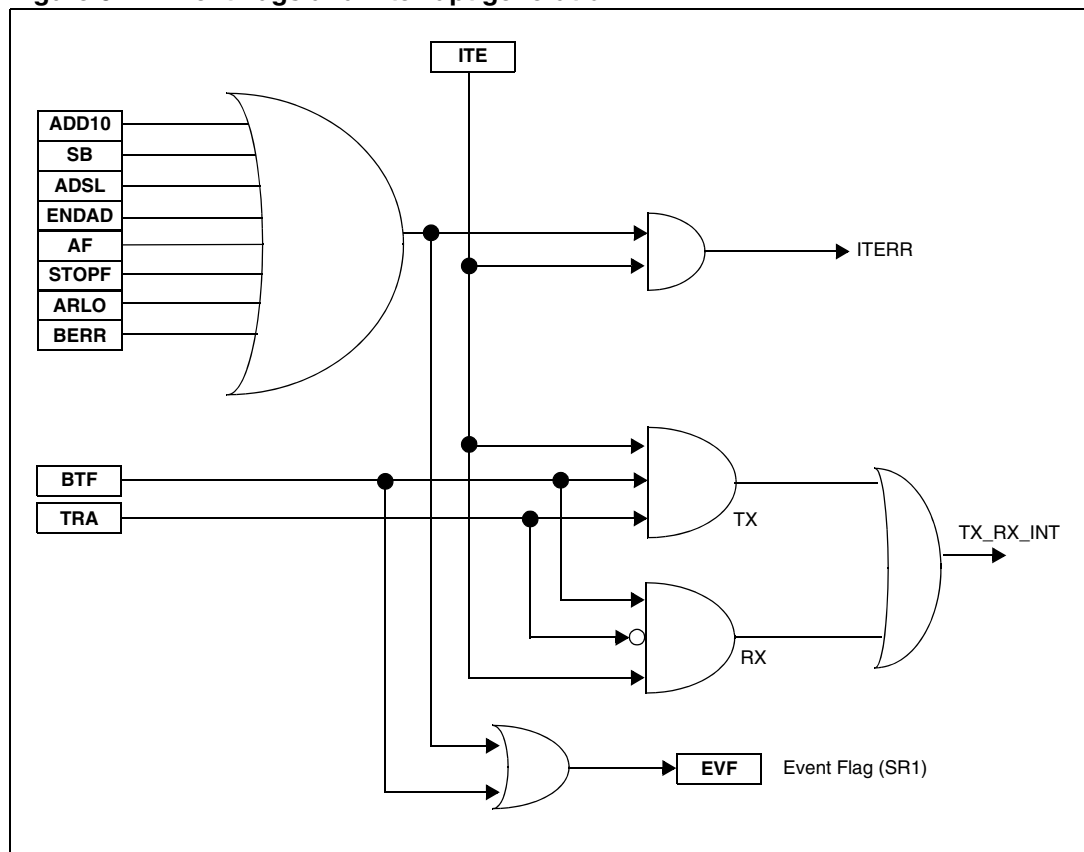 ITE
ADD10
SB
ADSL
ENDAD
AF
STOPF
ARLO
BERR
ITERR
BTF
TRA
TX
TX_RX_INT
RX
EVF
Event Flag (SR1)